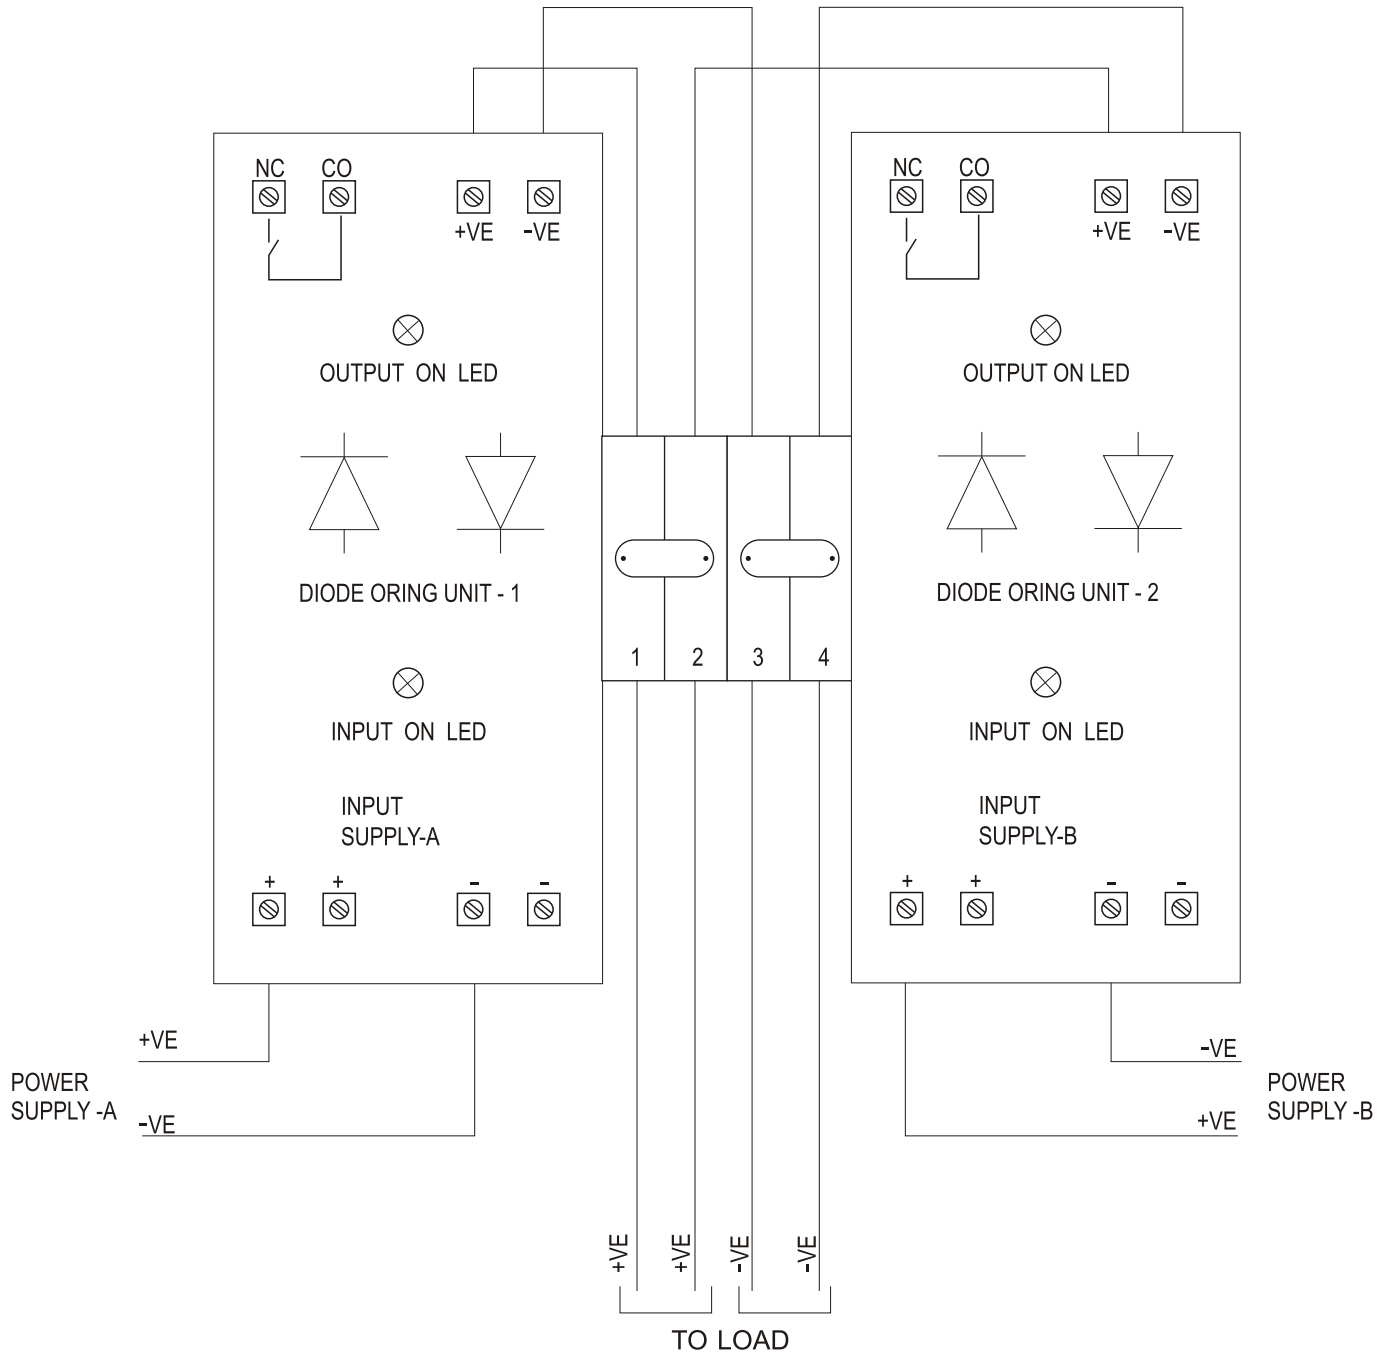 NC CO
+VE -VE
OUTPUT ON LED
DIODE ORING UNIT - 1
INPUT ON LED
INPUT
SUPPLY-A
+ + - -
NC CO
+VE -VE
OUTPUT ON LED
DIODE ORING UNIT - 2
INPUT ON LED
INPUT
SUPPLY-B
+ + - -
1 2 3 4
+VE
POWER
SUPPLY -A
-VE
-VE
POWER
SUPPLY -B
+VE
+VE
+VE
-VE
-VE
TO LOAD